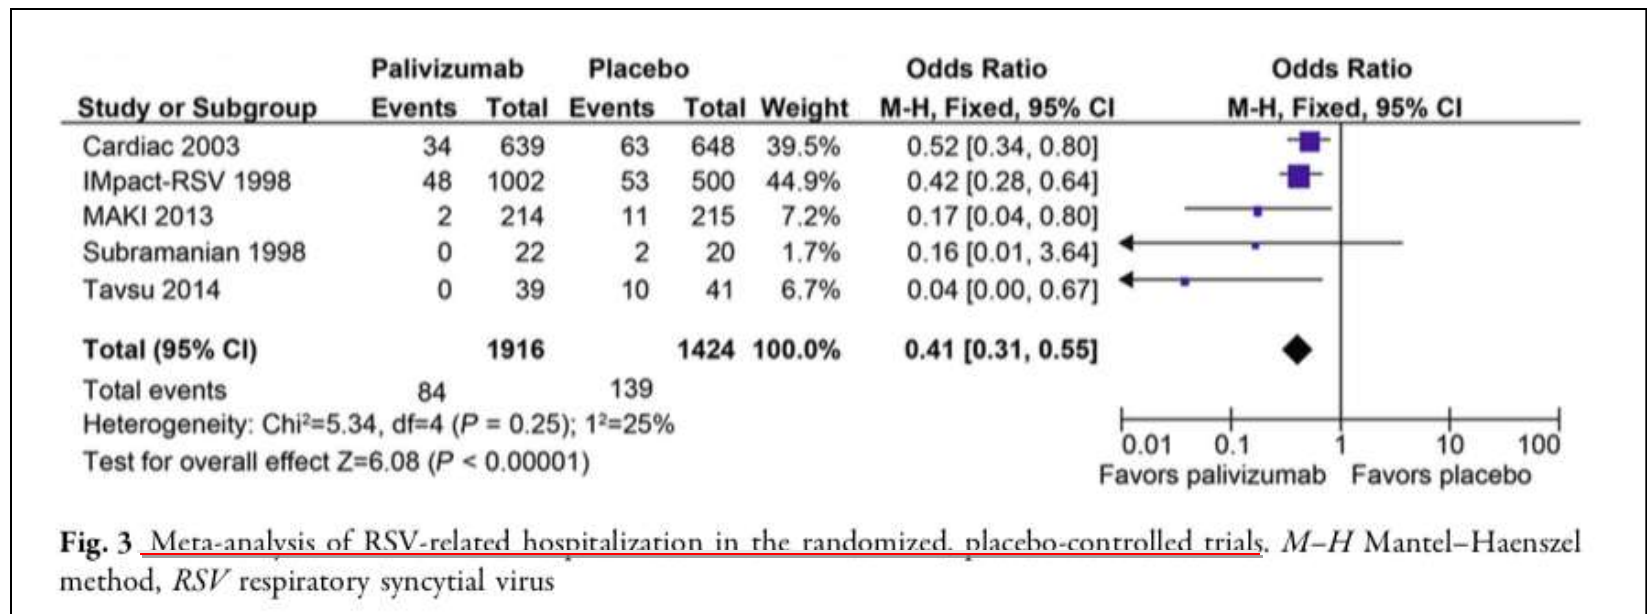 Palivizumab Placebo Odds Ratio Odds Ratio
Study or Subgroup Events Total Events Total Weight M-H, Fixed, 95% CI M-H, Fixed, 95% CI
Cardiac 2003 34 639 63 648 39.5% 0.52 [0.34, 0.80]
IMpact-RSV 1998 48 1002 53 500 44.9% 0.42 [0.28, 0.64]
MAKI 2013 2 214 11 215 7.2% 0.17 [0.04, 0.80]
Subramanian 1998 0 22 2 20 1.7% 0.16 [0.01, 3.64]
Tavsu 2014 0 39 10 41 6.7% 0.04 [0.00, 0.67]
Total (95% CI) 1916 1424 100.0% 0.41 [0.31, 0.55]
Total events 84 139
Heterogeneity: Chi²=5.34, df=4 (P = 0.25); 1²=25%
Test for overall effect Z=6.08 (P < 0.00001)
0.01 0.1 1 10 100
Favors palivizumab Favors placebo
Fig. 3 Meta-analysis of RSV-related hospitalization in the randomized, placebo-controlled trials. M–H Mantel–Haenszel
method, RSV respiratory syncytial virus